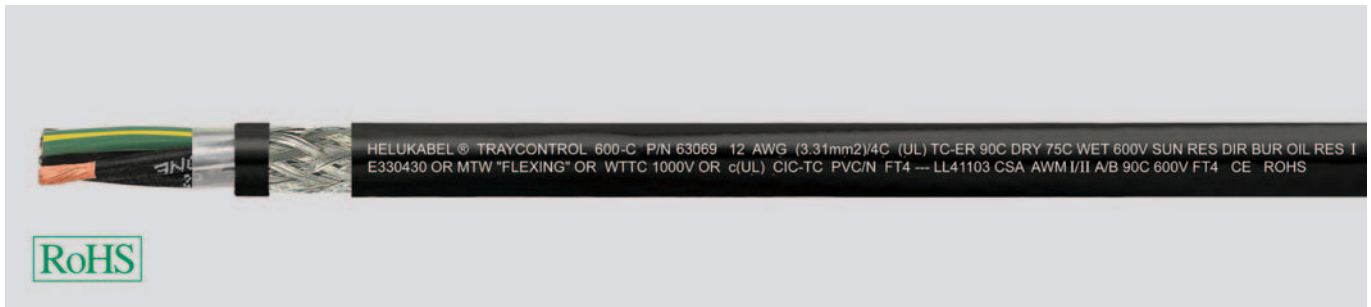 HELUKABEL ® TRAYCONTROL 600-C P/N 63069 12 AWG (3.31mm2)/4C (UL) TC-ER 90C DRY 75C WET 600V SUN RES DIR BUR OIL RES I
E330430 OR MTW "FLEXING" OR WTTC 1000V OR c(UL) CIC-TC PVC/N FT4 --- LL41103 CSA AWM I/II A/B 90C 600V FT4 CE ROHS
RoHS